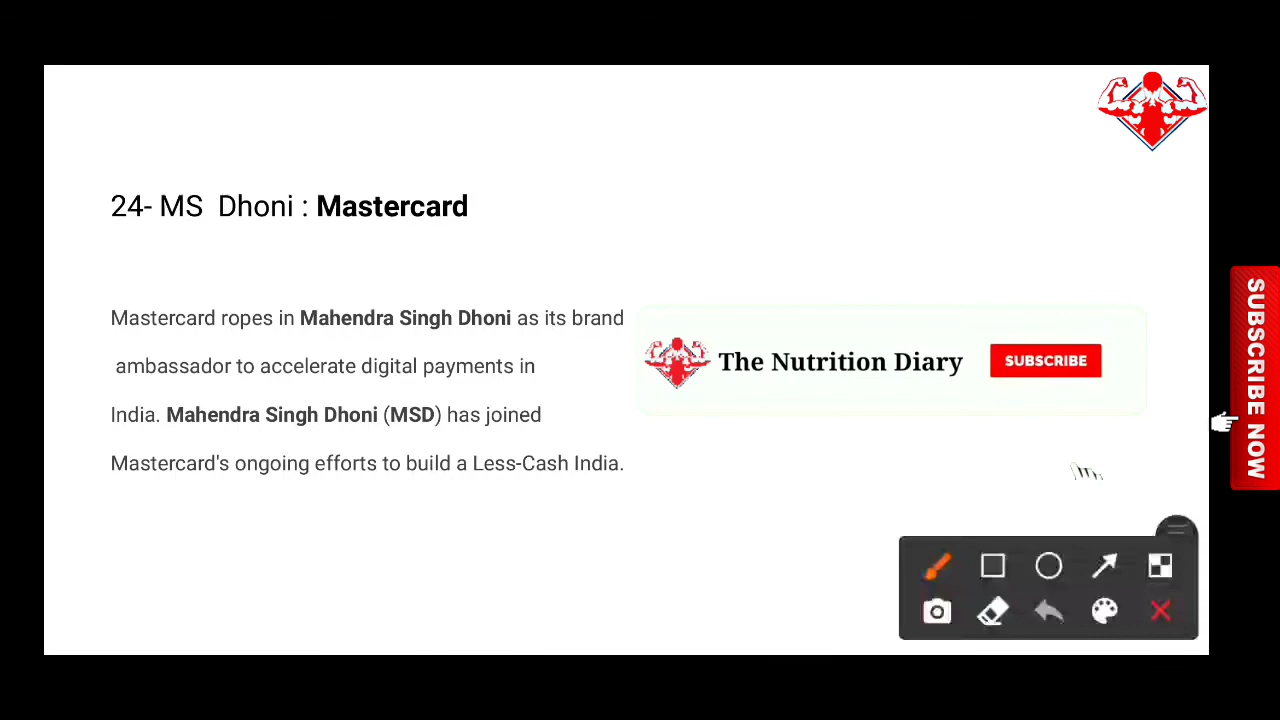 24- MS Dhoni : Mastercard
Mastercard ropes in Mahendra Singh Dhoni as its brand
ambassador to accelerate digital payments in
India. Mahendra Singh Dhoni (MSD) has joined
Mastercard's ongoing efforts to build a Less-Cash India.
The Nutrition Diary
SUBSCRIBE
SUBSCRIBE NOW